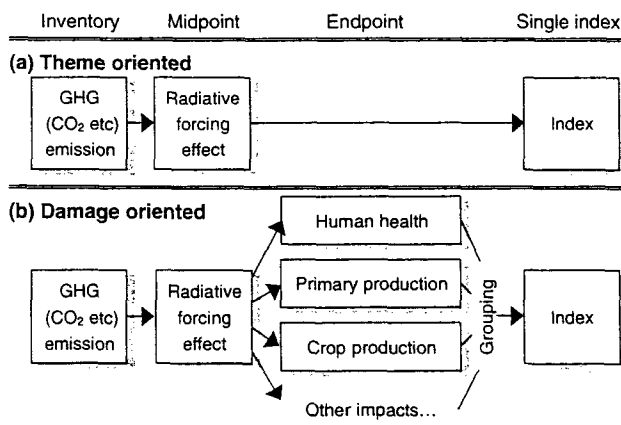 Inventory Midpoint Endpoint Single index
(a) Theme oriented
GHG
(CO₂ etc)
emission
Radiative
forcing
effect
Index
(b) Damage oriented
GHG
(CO₂ etc)
emission
Radiative
forcing
effect
Human health
Primary production
Crop production
Other impacts...
Grouping
Index